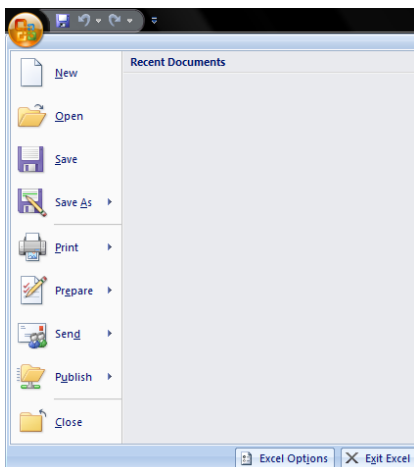 Recent Documents
New
Open
Save
Save As
Print
Prepare
Send
Publish
Close
Excel Options
Exit Excel